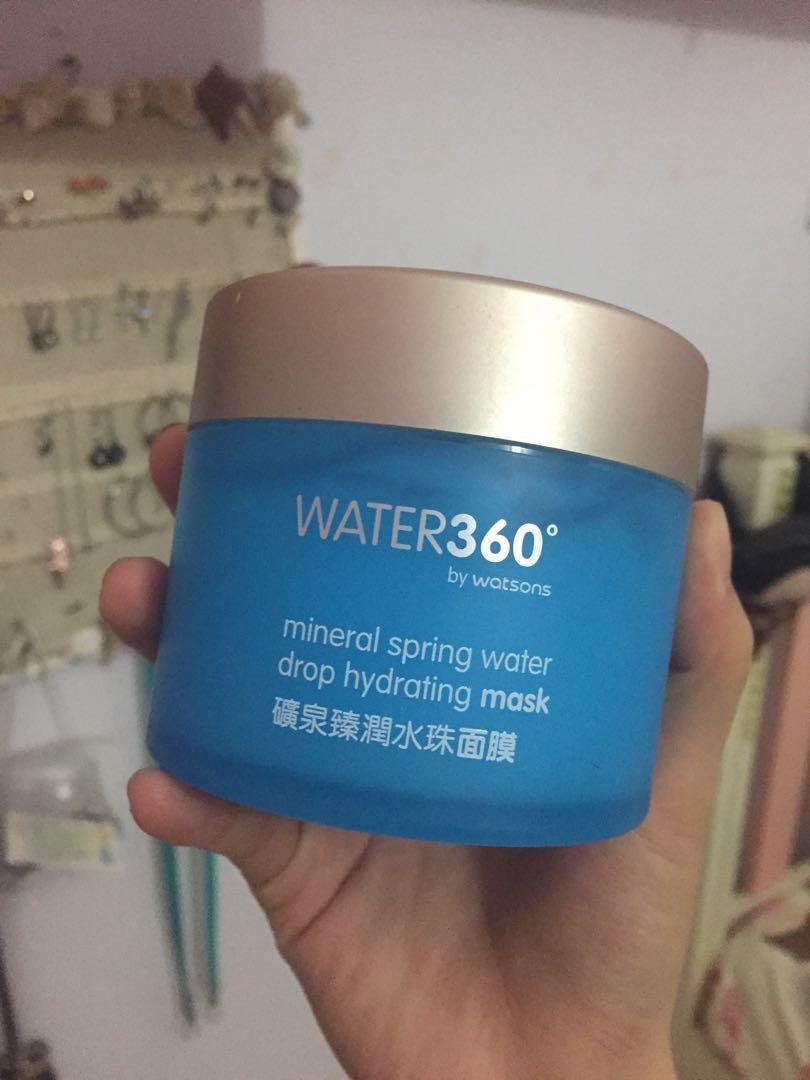 WATER360°
by watsons
mineral spring water
drop hydrating mask
礦泉臻潤水珠面膜